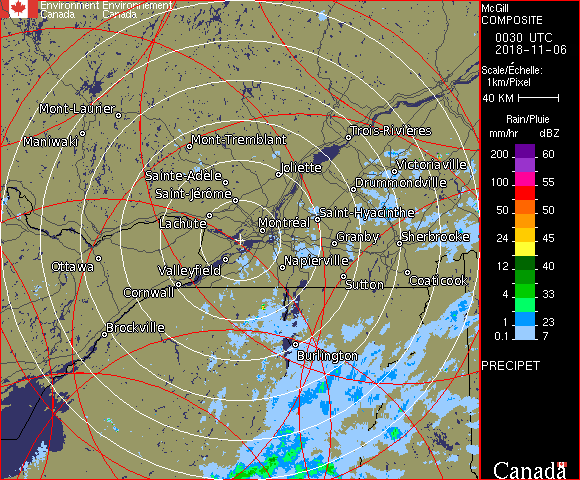 Environment Environnement
Canada Canada
McGill
COMPOSITE
0030 UTC
2018-11-06
Scale/Échelle:
1km/Pixel
40 KM
Rain/Pluie
mm/hr dBZ
200 60
100 55
50 50
24 45
12 40
4 33
1 23
0.1 7
PRECIPET
Canada
Mont-Laurier
Maniwaki
Mont-Tremblant
Trois-Rivières
Joliette
Victoriaville
Sainte-Adèle
Drummondville
Saint-Jérôme
Saint-Hyacinthe
Lachute
Montréal
Granby
Sherbrooke
Ottawa
Valleyfield
Napierville
Cornwall
Sutton
Coaticook
Brockville
Burlington